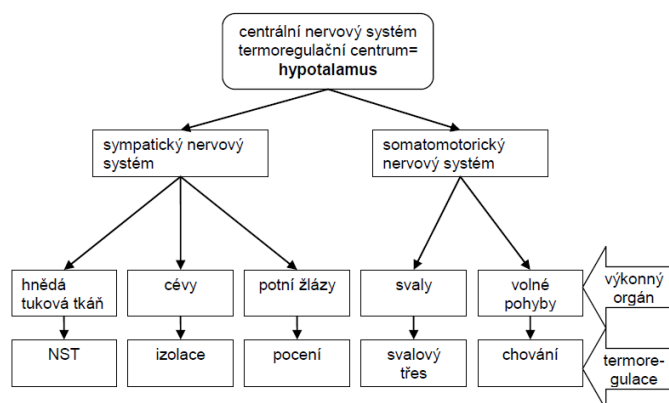 centrální nervový systém
termoregulační centrum=
hypotalamus
sympatický nervový
systém
somatomotorický
nervový systém
hnědá
tuková tkáň
cévy
potní žlázy
svaly
volné
pohyby
výkonný
orgán
NST
izolace
pocení
svalový
třes
chování
termore-
gulace